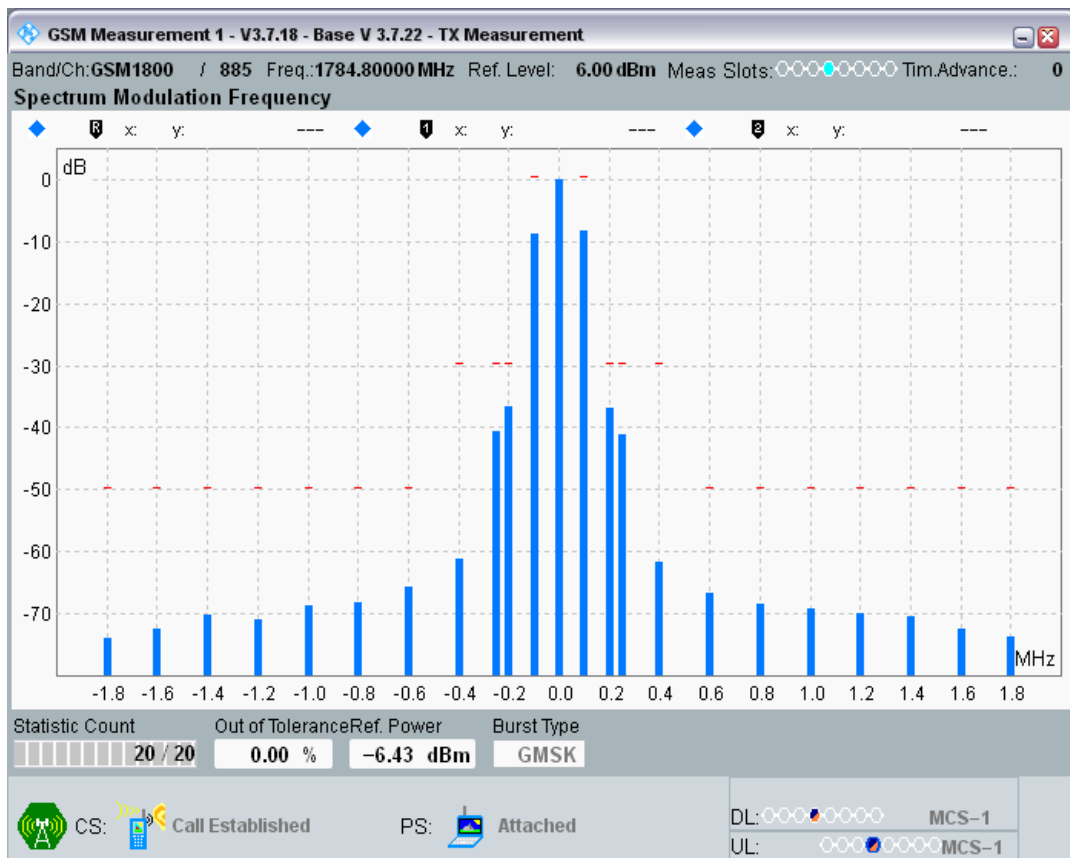 GSM Measurement 1 - V3.7.18 - Base V 3.7.22 - TX Measurement
Band/Ch:GSM1800 / 885 Freq.:1784.80000 MHz Ref. Level: 6.00 dBm Meas Slots: Tim.Advance.: 0
Spectrum Modulation Frequency
R x: y: --- 1 x: y: --- 2 x: y: ---
dB
0
-10
-20
-30
-40
-50
-60
-70
MHz
-1.8 -1.6 -1.4 -1.2 -1.0 -0.8 -0.6 -0.4 -0.2 0.0 0.2 0.4 0.6 0.8 1.0 1.2 1.4 1.6 1.8
Statistic Count Out of Tolerance Ref. Power Burst Type
20 / 20 0.00 % −6.43 dBm GMSK
CS: Call Established PS: Attached
DL: MCS−1
UL: MCS−1